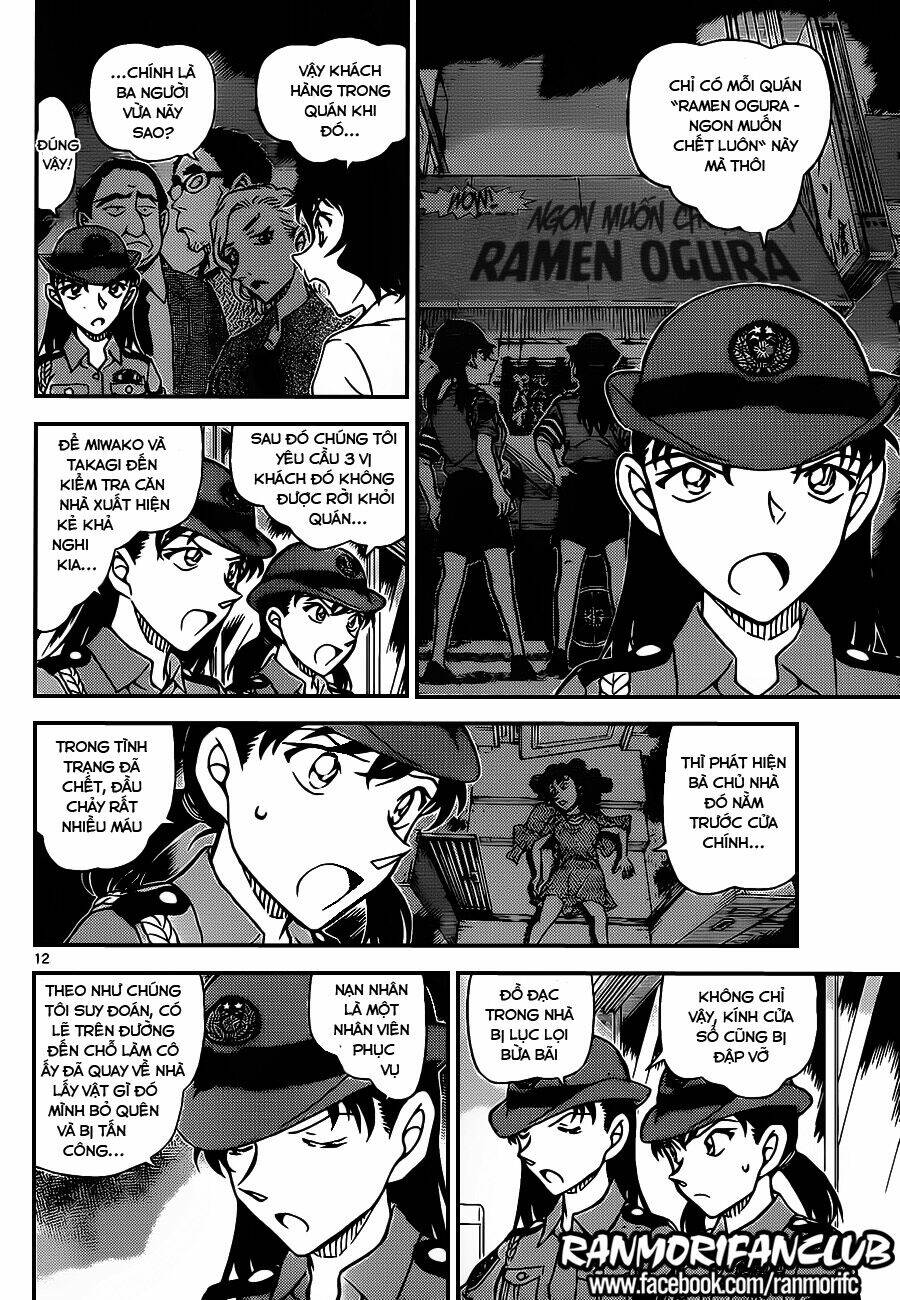 CHỈ CÓ MỖI QUÁN
“RAMEN OGURA -
NGON MUỐN
CHẾT LUÔN” NÀY
MÀ THÔI
WOW!
NGON MUỐN
RAMEN OGURA
VẬY KHÁCH
HÀNG TRONG
QUÁN KHI
ĐÓ...
...CHÍNH LÀ
BA NGƯỜI
VỪA NÃY
SAO?
ĐÚNG
VẬY!
SAU ĐÓ CHÚNG TÔI
YÊU CẦU 3 VỊ
KHÁCH ĐÓ KHÔNG
ĐƯỢC RỜI KHỎI
QUÁN...
ĐỂ MIWAKO VÀ
TAKAGI ĐẾN
KIỂM TRA CĂN
NHÀ XUẤT HIỆN
KẺ KHẢ
NGHI
KIA...
THÌ PHÁT HIỆN
BÀ CHỦ NHÀ
ĐÓ NẰM
TRƯỚC CỬA
CHÍNH...
TRONG TÌNH
TRẠNG ĐÃ
CHẾT, ĐẦU
CHẢY RẤT
NHIỀU MÁU
12
KHÔNG CHỈ
VẬY, KÍNH CỬA
SỔ CŨNG BỊ
ĐẬP VỠ
ĐỒ ĐẠC
TRONG NHÀ
BỊ LỤC LỌI
BỪA BÃI
NẠN NHÂN
LÀ MỘT
NHÂN VIÊN
PHỤC
VỤ
THEO NHƯ CHÚNG
TÔI SUY ĐOÁN, CÓ
LẼ TRÊN ĐƯỜNG
ĐẾN CHỖ LÀM CÔ
ẤY ĐÃ QUAY VỀ NHÀ
LẤY VẬT GÌ ĐÓ
MÌNH BỎ QUÊN
VÀ BỊ TẤN
CÔNG...
RANMORIFANCLUB
www.facebook.com/ranmorifc